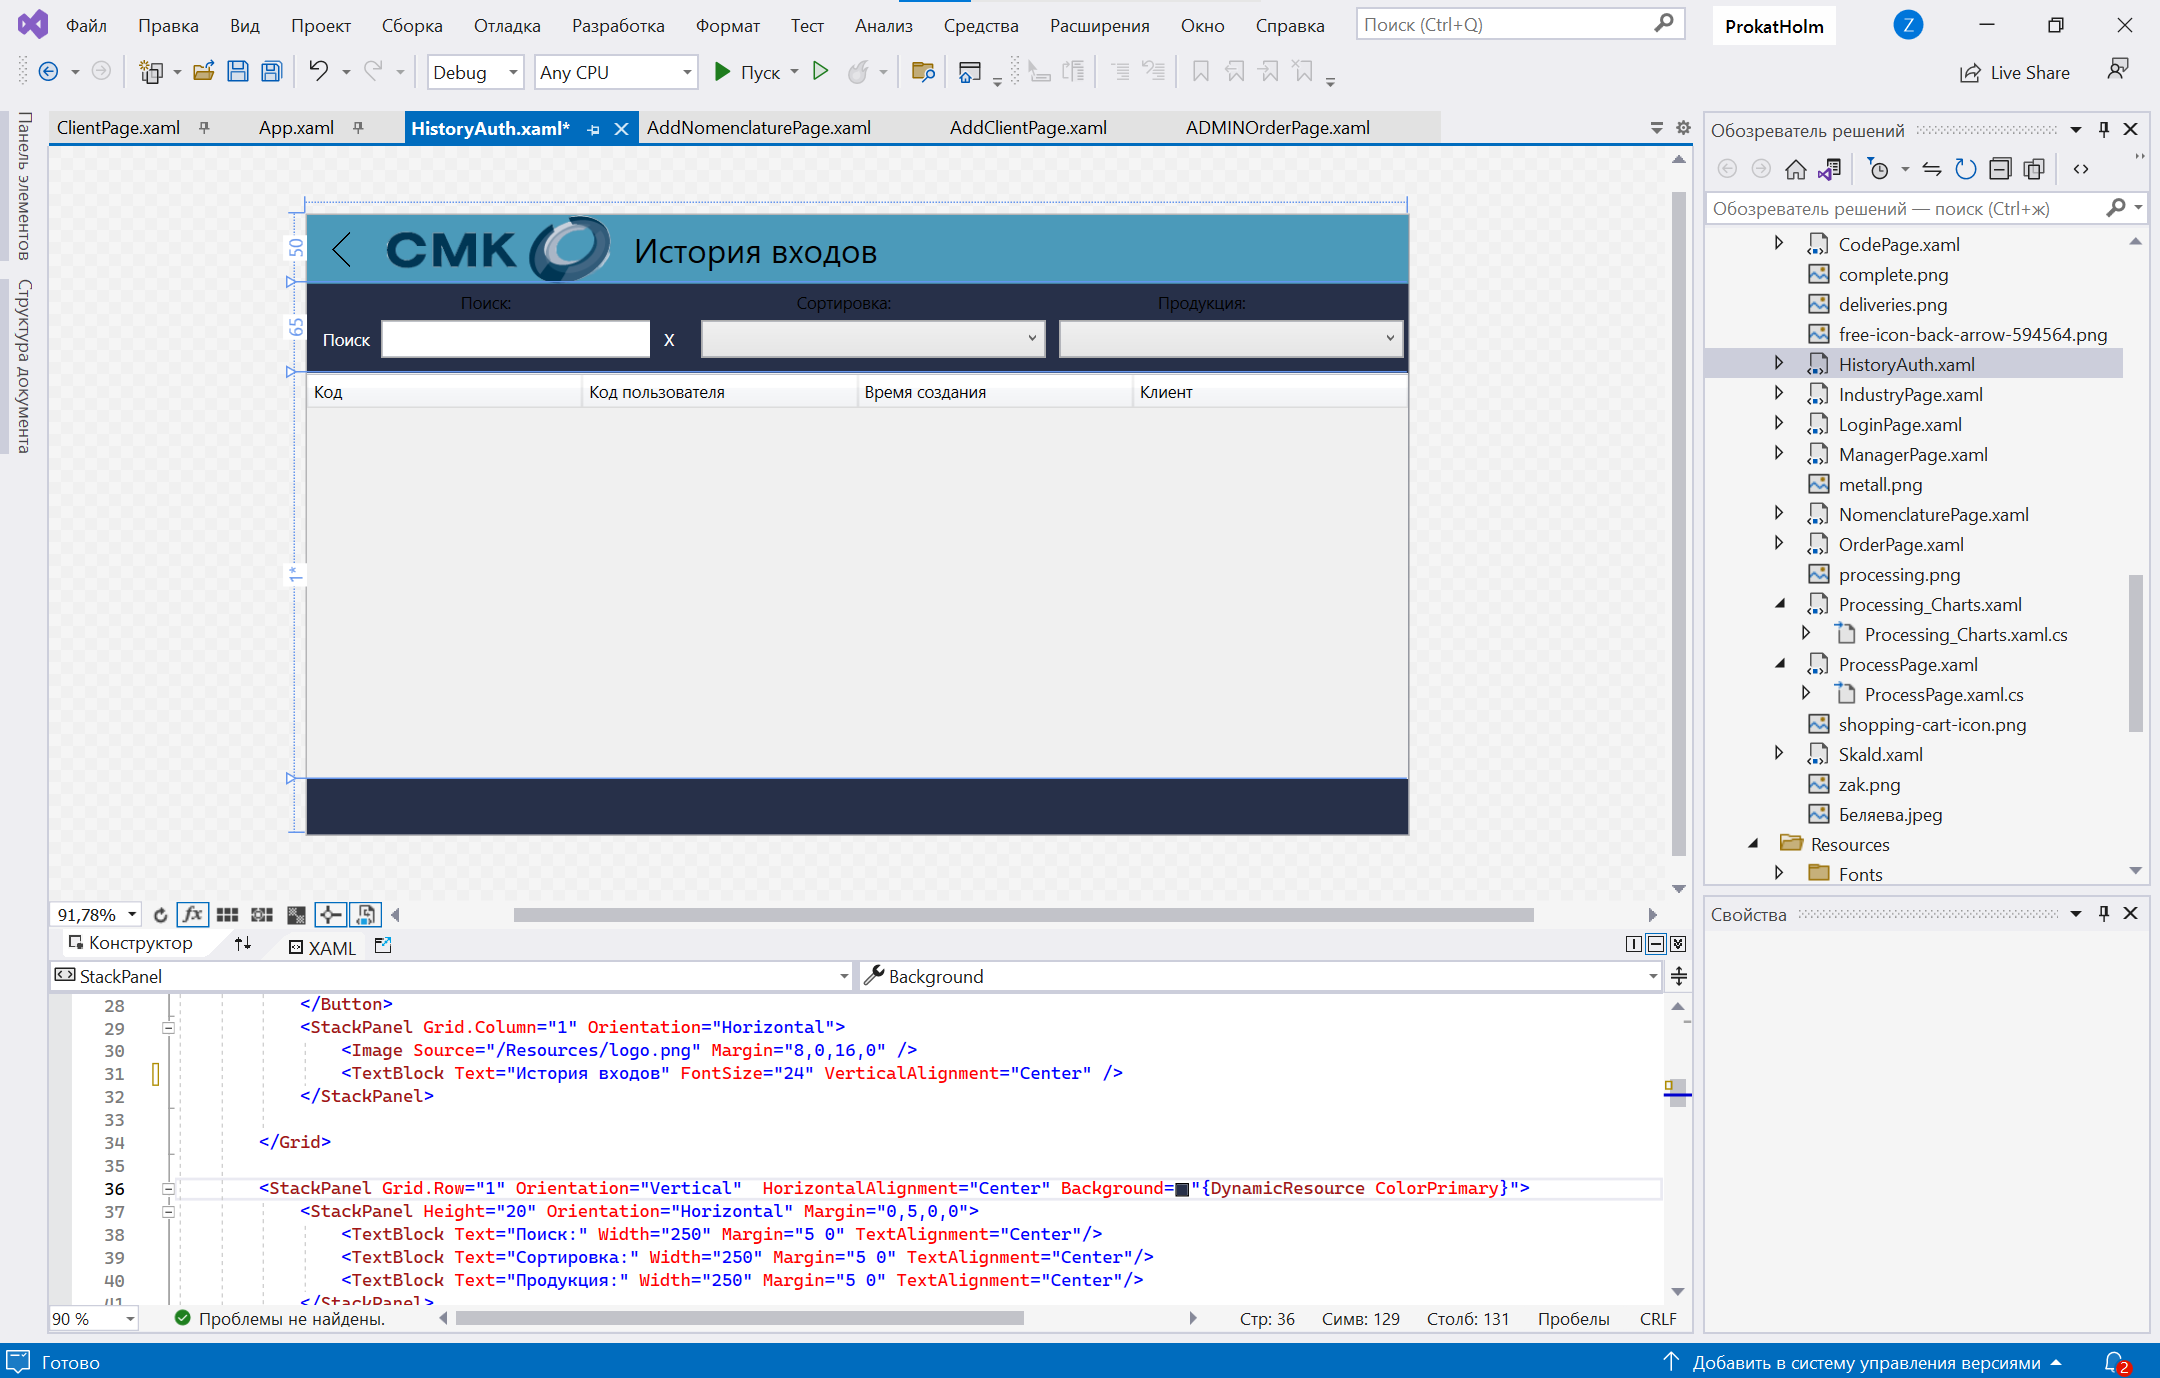 Файл Правка Вид Проект Сборка Отладка Разработка Формат Тест Анализ Средства Расширения Окно Справка Поиск (Ctrl+Q) ProkatHolm Z
Debug Any CPU Пуск Live Share
Панель элементов
Структура документа
ClientPage.xaml App.xaml HistoryAuth.xaml* AddNomenclaturePage.xaml AddClientPage.xaml ADMINOrderPage.xaml
50
65
1*
СМК История входов
Поиск: Сортировка: Продукция:
Поиск X
Код Код пользователя Время создания Клиент
91,78% fx
Конструктор XAML
StackPanel Background
28 </Button>
29 <StackPanel Grid.Column="1" Orientation="Horizontal">
30 <Image Source="/Resources/logo.png" Margin="8,0,16,0" />
31 <TextBlock Text="История входов" FontSize="24" VerticalAlignment="Center" />
32 </StackPanel>
33
34 </Grid>
35
36 <StackPanel Grid.Row="1" Orientation="Vertical"  HorizontalAlignment="Center" Background="{DynamicResource ColorPrimary}">
37 <StackPanel Height="20" Orientation="Horizontal" Margin="0,5,0,0">
38 <TextBlock Text="Поиск:" Width="250" Margin="5 0" TextAlignment="Center"/>
39 <TextBlock Text="Сортировка:" Width="250" Margin="5 0" TextAlignment="Center"/>
40 <TextBlock Text="Продукция:" Width="250" Margin="5 0" TextAlignment="Center"/>
41 </StackPanel>
90 % Проблемы не найдены. Стр: 36 Симв: 129 Столб: 131 Пробелы CRLF
Обозреватель решений
Обозреватель решений — поиск (Ctrl+ж)
CodePage.xaml
complete.png
deliveries.png
free-icon-back-arrow-594564.png
HistoryAuth.xaml
IndustryPage.xaml
LoginPage.xaml
ManagerPage.xaml
metall.png
NomenclaturePage.xaml
OrderPage.xaml
processing.png
Processing_Charts.xaml
Processing_Charts.xaml.cs
ProcessPage.xaml
ProcessPage.xaml.cs
shopping-cart-icon.png
Skald.xaml
zak.png
Беляева.jpeg
Resources
Fonts
Свойства
Готово Добавить в систему управления версиями 2